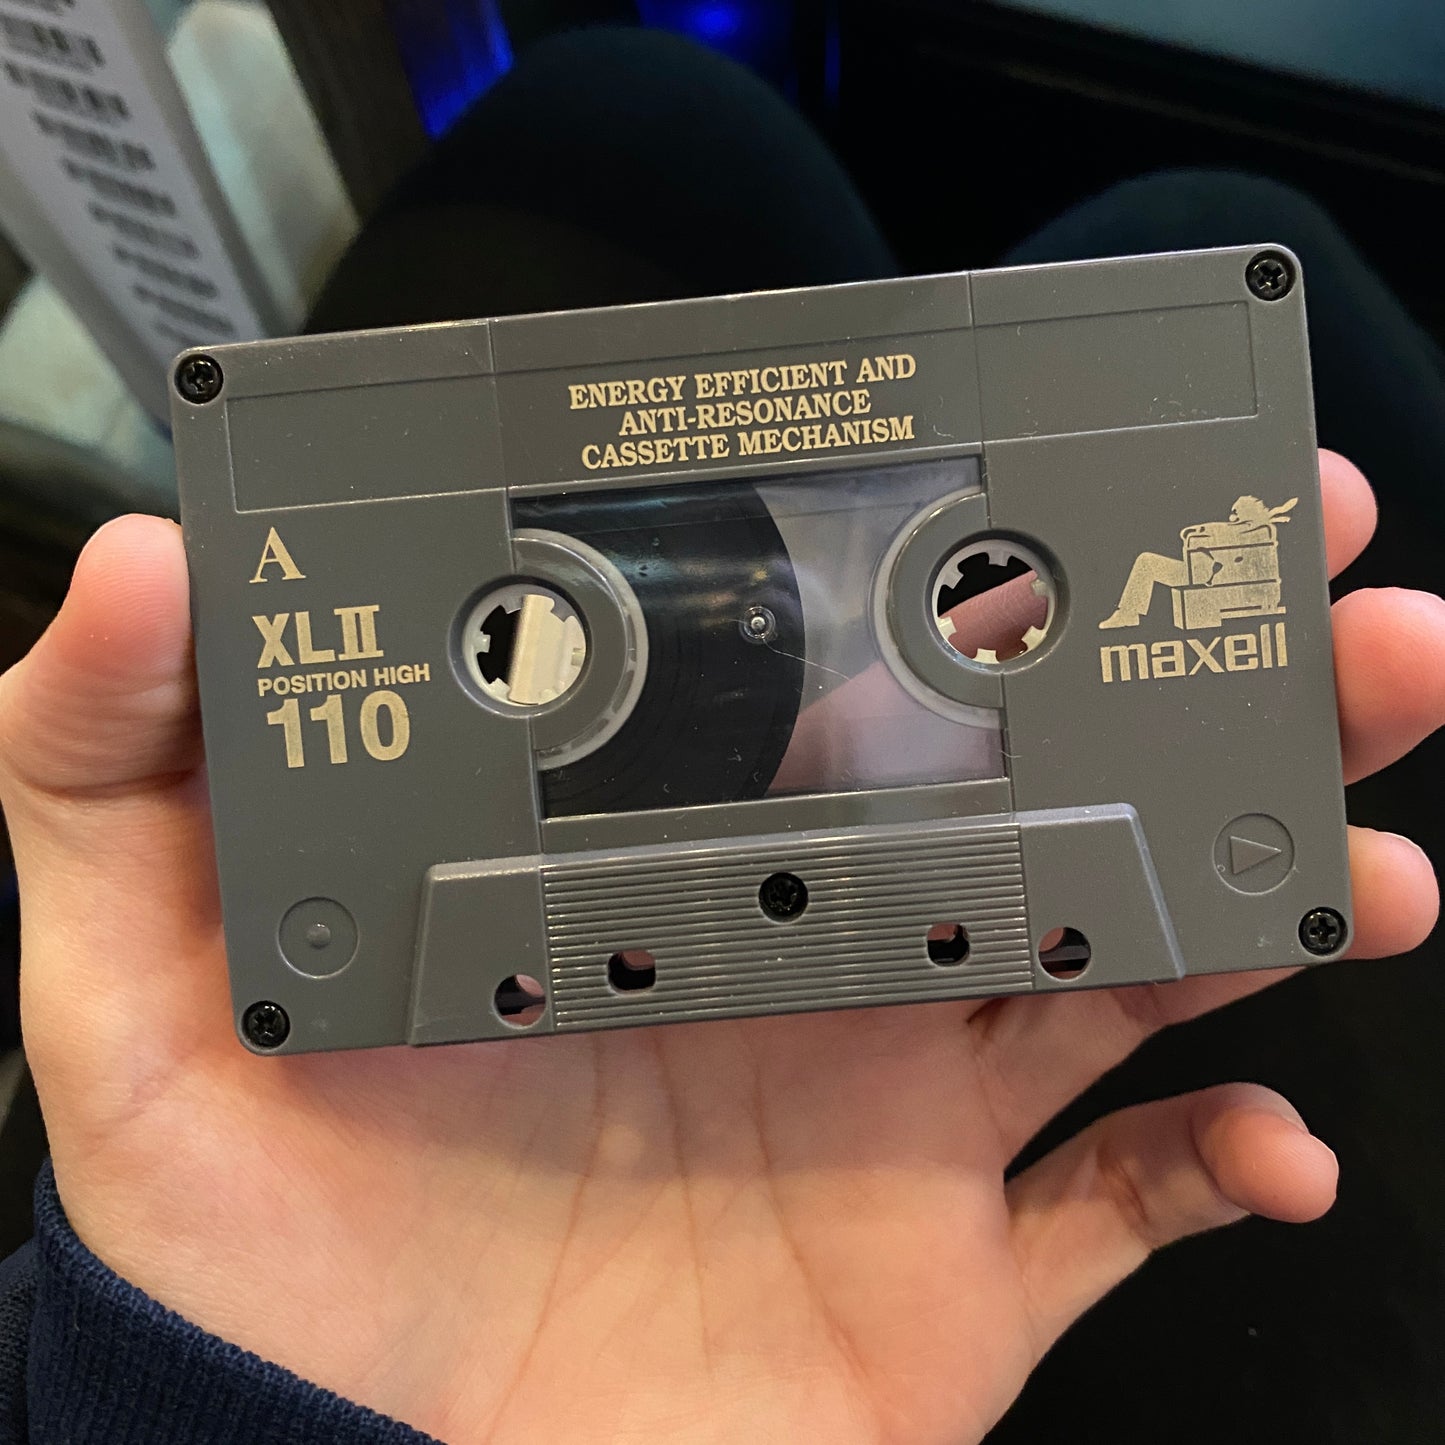 ENERGY EFFICIENT AND
ANTI-RESONANCE
CASSETTE MECHANISM
A
XLII
POSITION HIGH
110
maxell